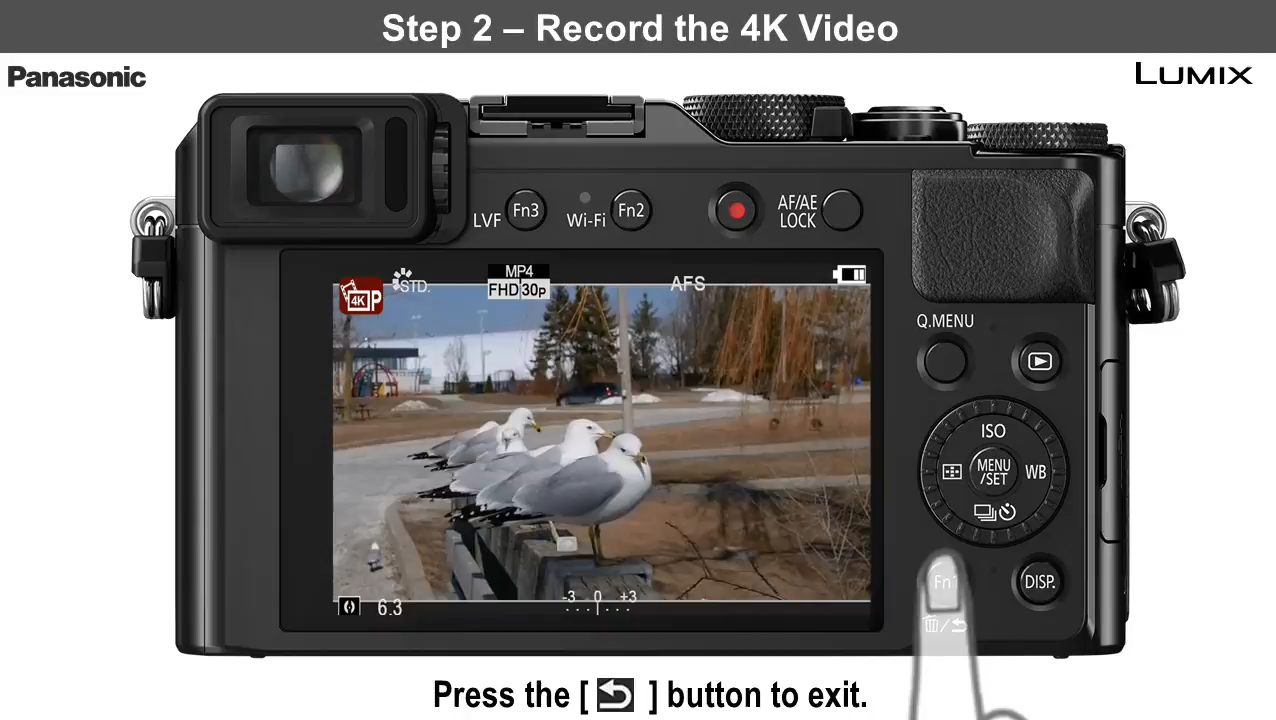 Step 2 – Record the 4K Video
Panasonic
LUMIX
LVF
Fn3
Wi-Fi
Fn2
AF/AE
LOCK
4K P
STD.
MP4
FHD 30p
AFS
Q.MENU
ISO
MENU
/SET
WB
Fn1
DISP.
6.3
-3 0 +3
Press the [ ] button to exit.